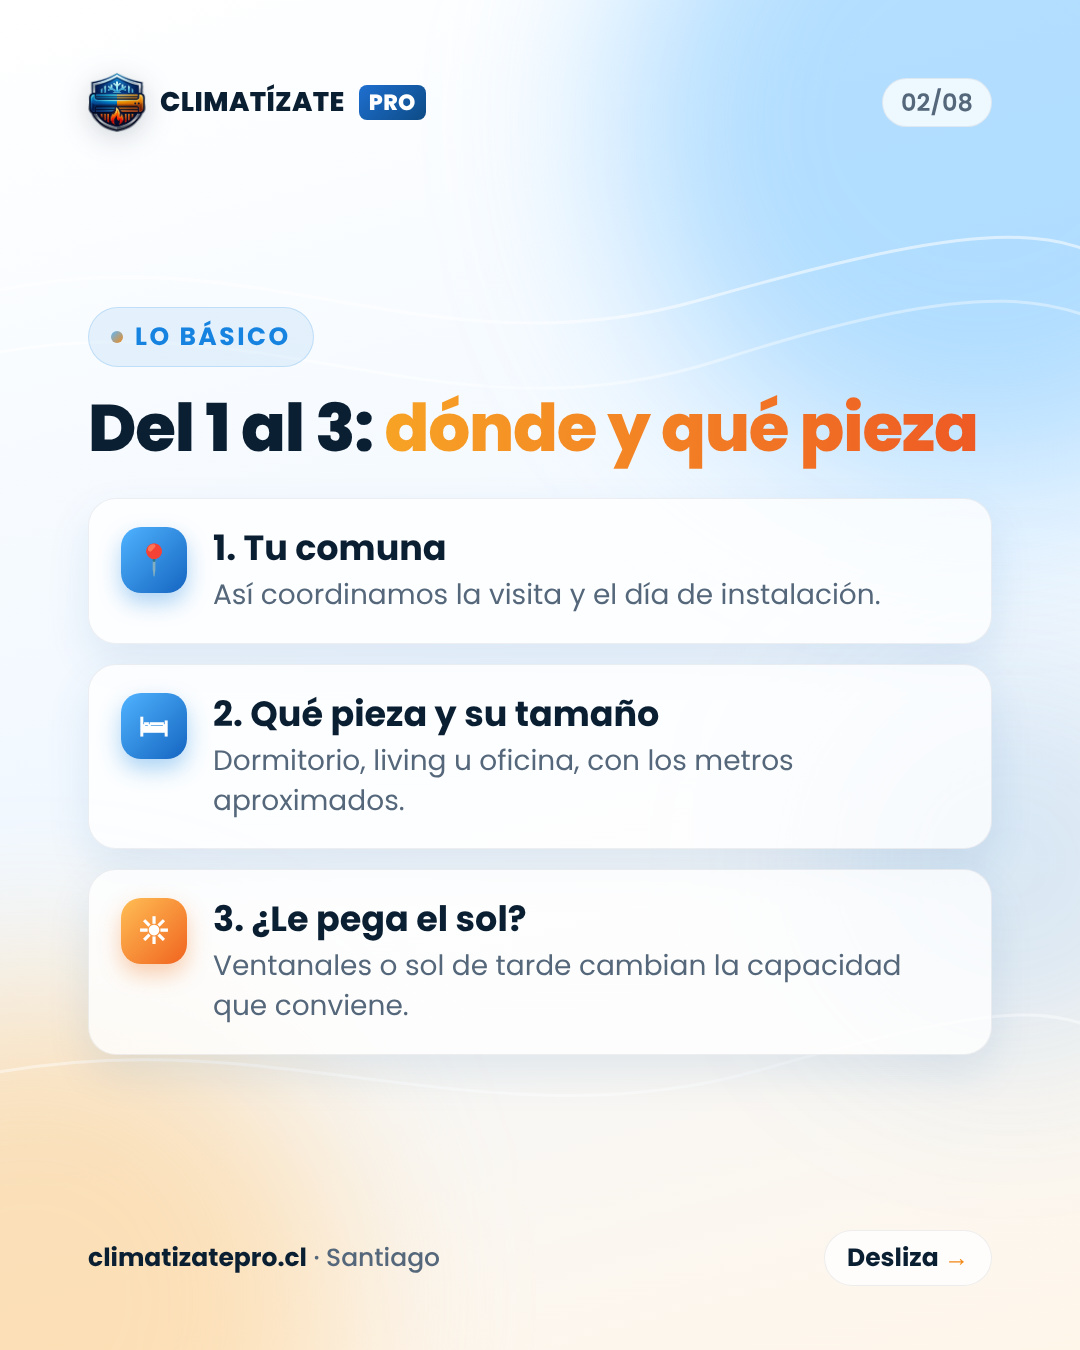 CLIMATÍZATE PRO
02/08
LO BÁSICO
Del 1 al 3: dónde y qué pieza
1. Tu comuna
Así coordinamos la visita y el día de instalación.
2. Qué pieza y su tamaño
Dormitorio, living u oficina, con los metros
aproximados.
3. ¿Le pega el sol?
Ventanales o sol de tarde cambian la capacidad
que conviene.
climatizatepro.cl · Santiago
Desliza →